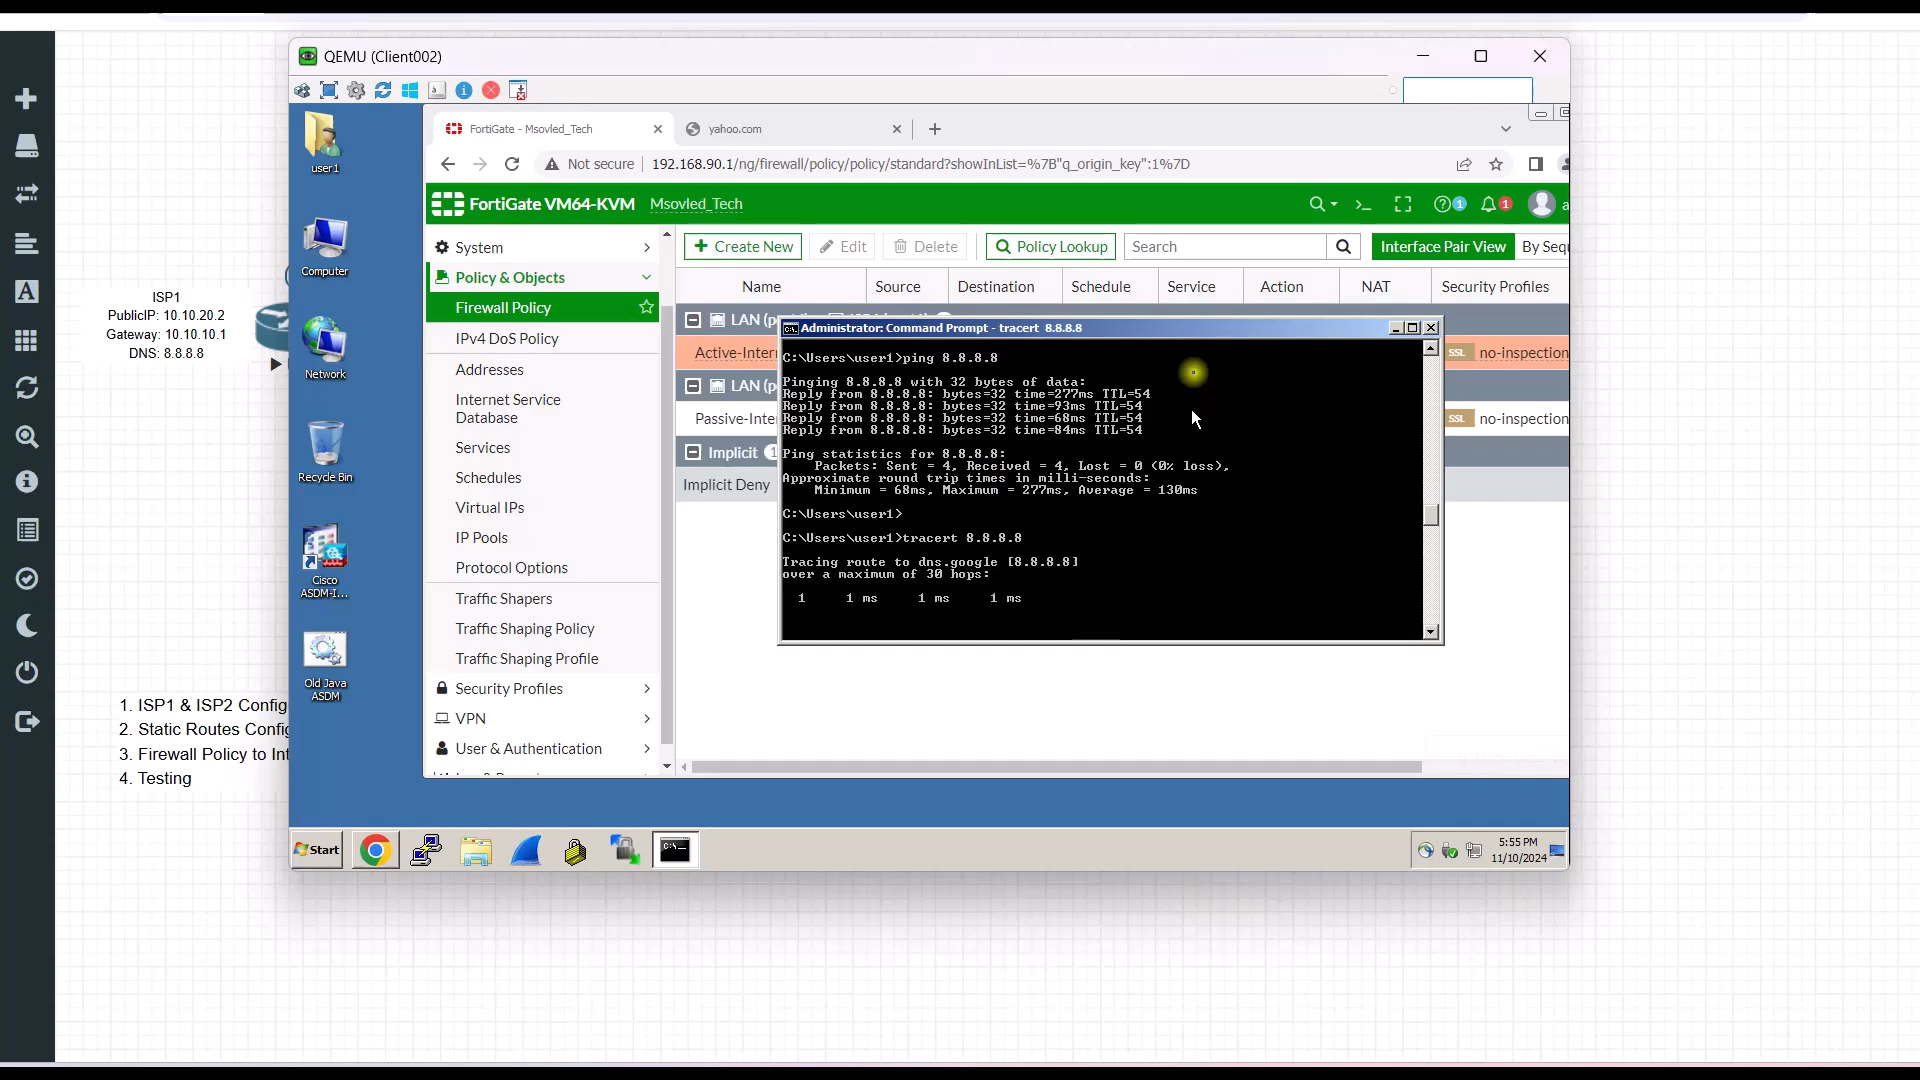 QEMU (Client002)
FortiGate - Msovled_Tech
yahoo.com
Not secure
192.168.90.1/ng/firewall/policy/policy/standard?showInList=%7B"q_origin_key":1%7D
FortiGate VM64-KVM
Msovled_Tech
1
1
a
System
Policy & Objects
Firewall Policy
IPv4 DoS Policy
Addresses
Internet Service
Database
Services
Schedules
Virtual IPs
IP Pools
Protocol Options
Traffic Shapers
Traffic Shaping Policy
Traffic Shaping Profile
Security Profiles
VPN
User & Authentication
Create New
Edit
Delete
Policy Lookup
Search
Interface Pair View
By Sequ
Name
Source
Destination
Schedule
Service
Action
NAT
Security Profiles
LAN (p
Active-Inter
SSL no-inspection
LAN (p
Passive-Inte
SSL no-inspection
Implicit 1
Implicit Deny
Administrator: Command Prompt - tracert 8.8.8.8
C:\Users\user1>ping 8.8.8.8
Pinging 8.8.8.8 with 32 bytes of data:
Reply from 8.8.8.8: bytes=32 time=277ms TTL=54
Reply from 8.8.8.8: bytes=32 time=93ms TTL=54
Reply from 8.8.8.8: bytes=32 time=68ms TTL=54
Reply from 8.8.8.8: bytes=32 time=84ms TTL=54
Ping statistics for 8.8.8.8:
Packets: Sent = 4, Received = 4, Lost = 0 (0% loss),
Approximate round trip times in milli-seconds:
Minimum = 68ms, Maximum = 277ms, Average = 130ms
C:\Users\user1>
C:\Users\user1>tracert 8.8.8.8
Tracing route to dns.google [8.8.8.8]
over a maximum of 30 hops:
1 1 ms 1 ms 1 ms
user1
Computer
Network
Recycle Bin
Cisco
ASDM-I...
Old Java
ASDM
Start
5:55 PM
11/10/2024
ISP1
PublicIP: 10.10.20.2
Gateway: 10.10.10.1
DNS: 8.8.8.8
1. ISP1 & ISP2 Config
2. Static Routes Config
3. Firewall Policy to Int
4. Testing